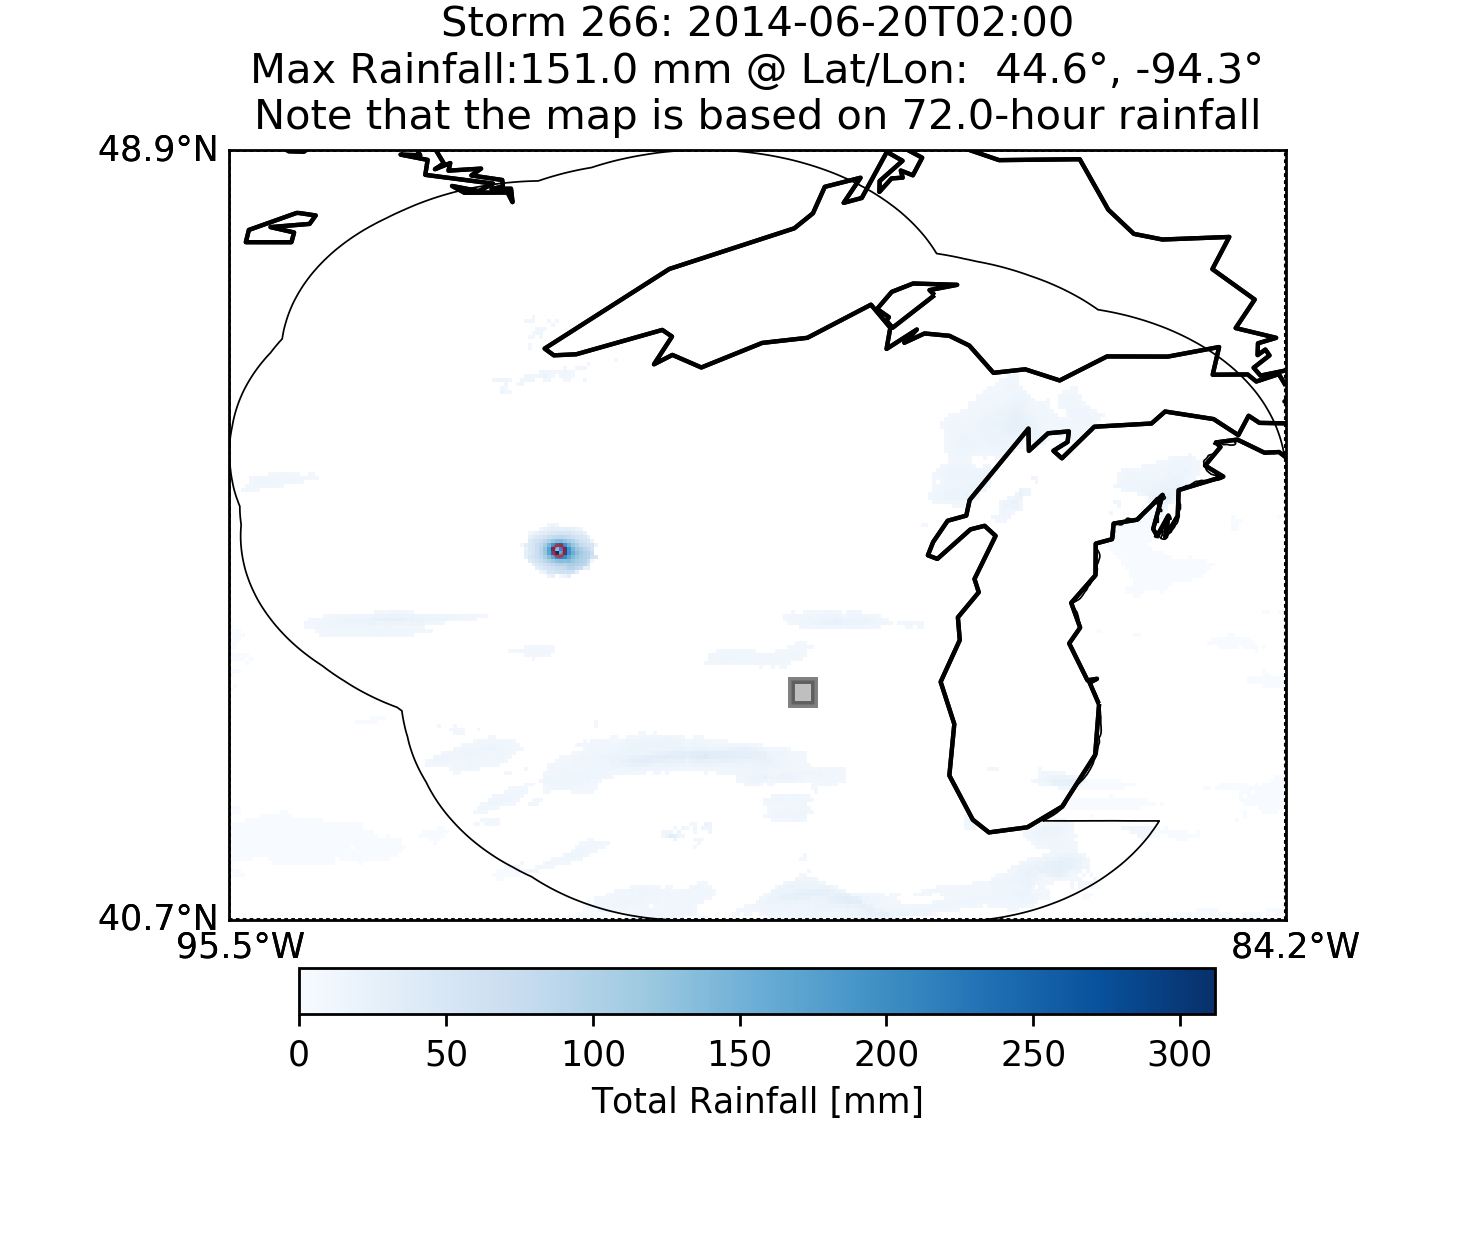 Storm 266: 2014-06-20T02:00
Max Rainfall:151.0 mm @ Lat/Lon:  44.6°, -94.3°
Note that the map is based on 72.0-hour rainfall
48.9°N
40.7°N
95.5°W 84.2°W
0 50 100 150 200 250 300
Total Rainfall [mm]